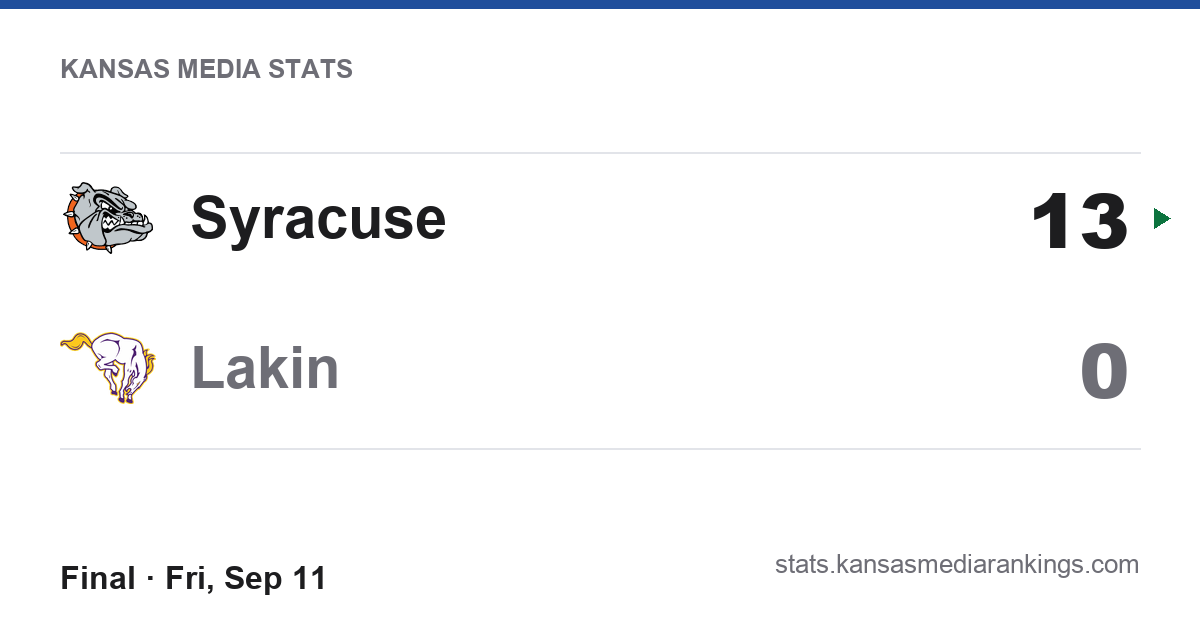 KANSAS MEDIA STATS
Syracuse 13
Lakin 0
Final · Fri, Sep 11
stats.kansasmediarankings.com